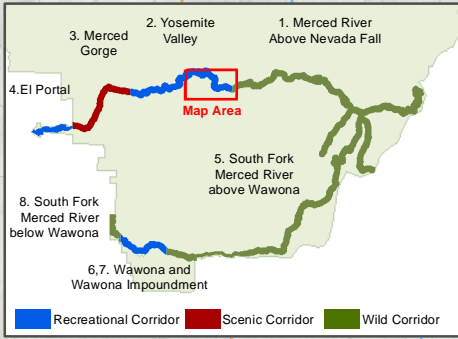 2. Yosemite
Valley
1. Merced River
Above Nevada Fall
3. Merced
Gorge
4.El Portal
Map Area
5. South Fork
Merced River
above Wawona
8. South Fork
Merced River
below Wawona
6,7. Wawona and
Wawona Impoundment
Recreational Corridor
Scenic Corridor
Wild Corridor